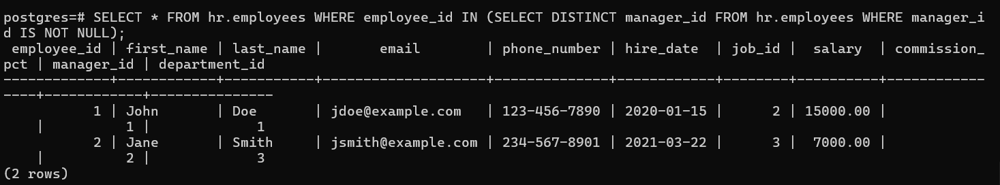 postgres=# SELECT * FROM hr.employees WHERE employee_id IN (SELECT DISTINCT manager_id FROM hr.employees WHERE manager_i
d IS NOT NULL);
 employee_id | first_name | last_name |       email        | phone_number | hire_date  | job_id |  salary  | commission_
pct | manager_id | department_id
-------------+------------+-----------+--------------------+--------------+------------+--------+----------+------------
----+------------+---------------
           1 | John       | Doe       | jdoe@example.com   | 123-456-7890 | 2020-01-15 |      2 | 15000.00 |
    |          1 |             1
           2 | Jane       | Smith     | jsmith@example.com | 234-567-8901 | 2021-03-22 |      3 |  7000.00 |
    |          2 |             3
(2 rows)